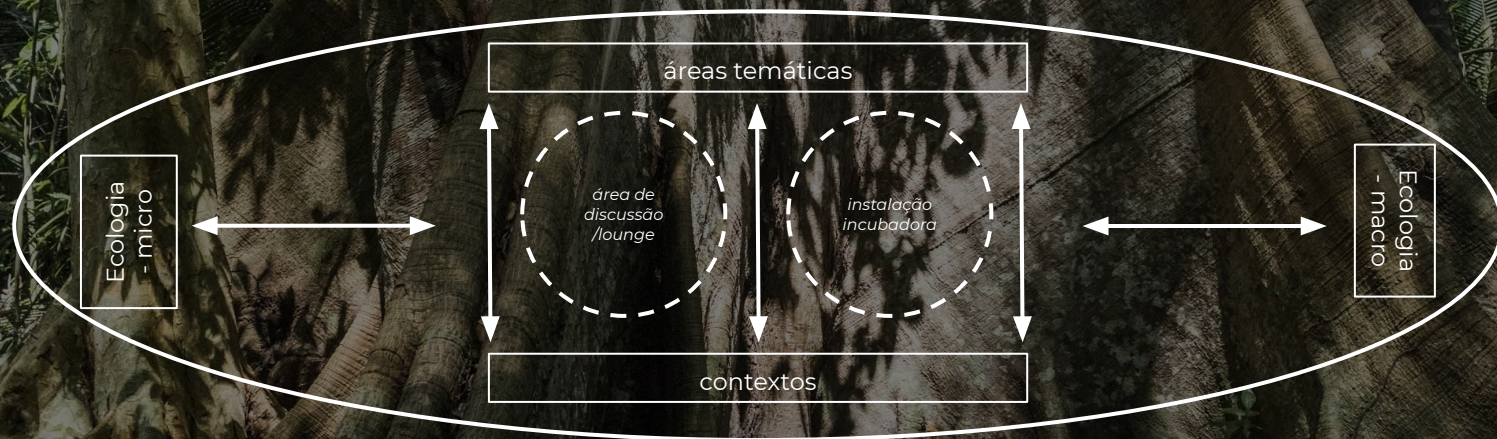 áreas temáticas
Ecologia
- micro
área de
discussão
/lounge
instalação
incubadora
Ecologia
- macro
contextos